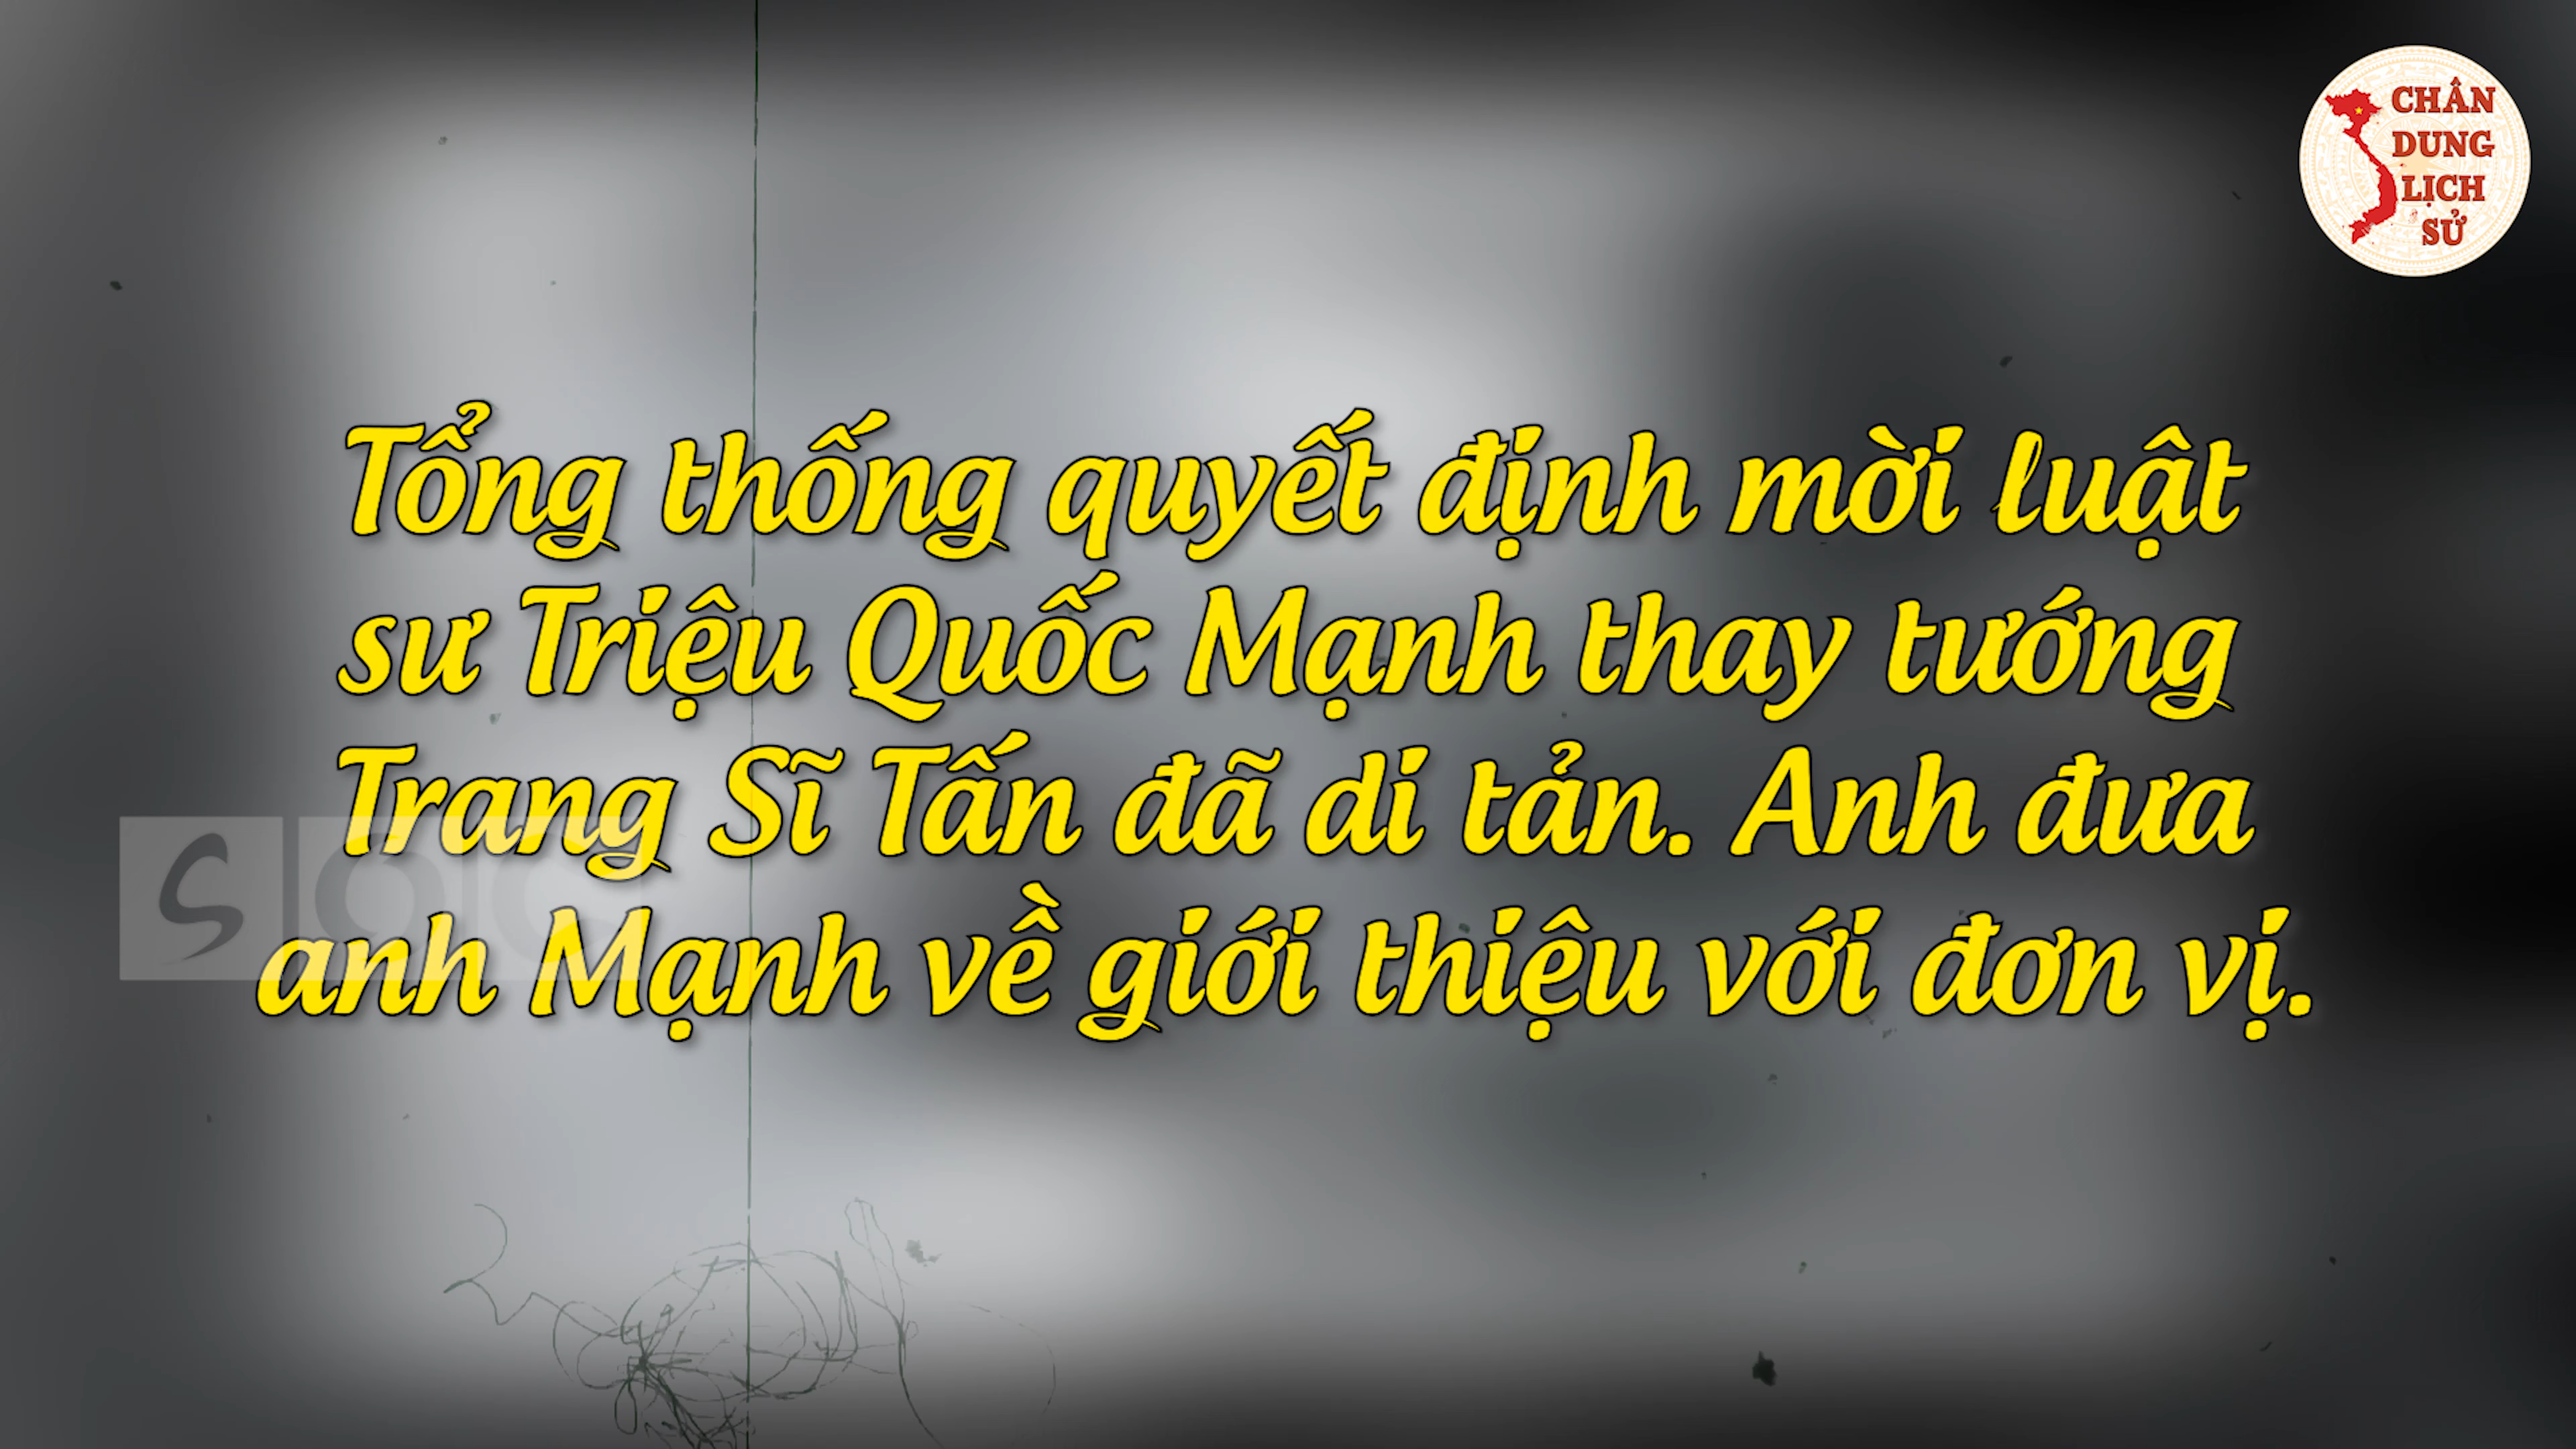 CHÂN
DUNG
LỊCH
SỬ
Tổng thống quyết định mời luật
sư Triệu Quốc Mạnh thay tướng
Trang Sĩ Tấn đã di tản. Anh đưa
anh Mạnh về giới thiệu với đơn vị.